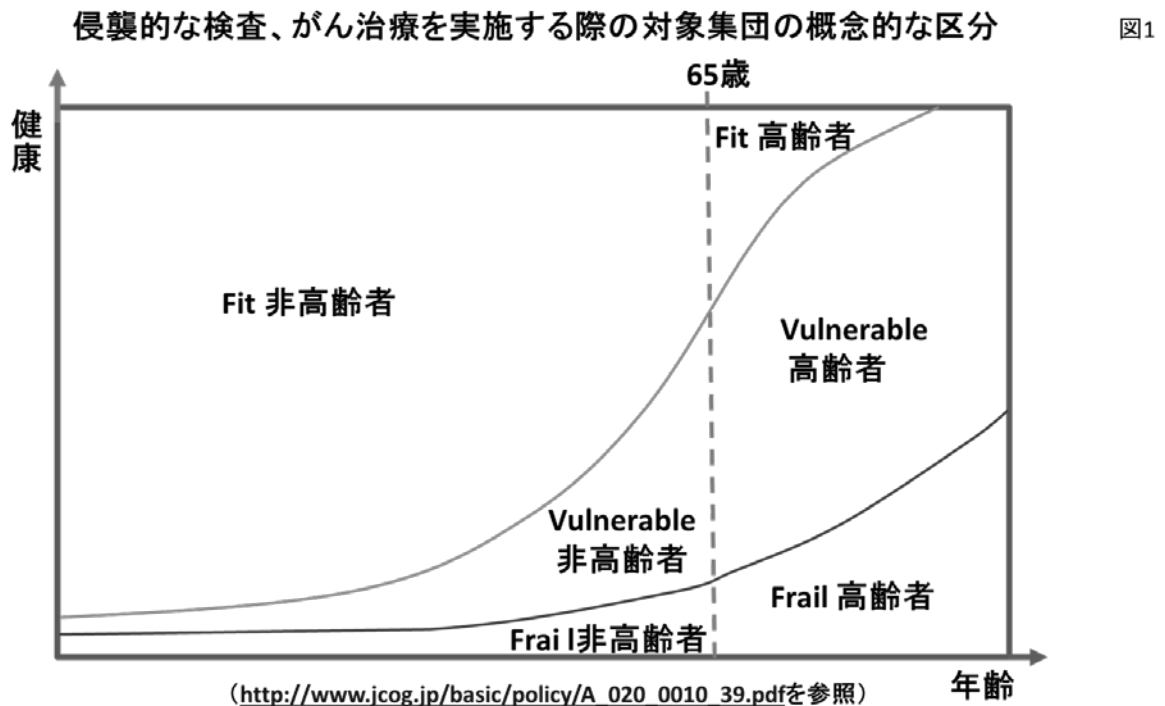 侵襲的な検査、がん治療を実施する際の対象集団の概念的な区分
図1
65歳
健康
Fit 高齢者
Fit 非高齢者
Vulnerable
高齢者
Vulnerable
非高齢者
Frail 高齢者
Frai l非高齢者
年齢
(http://www.jcog.jp/basic/policy/A_020_0010_39.pdfを参照)